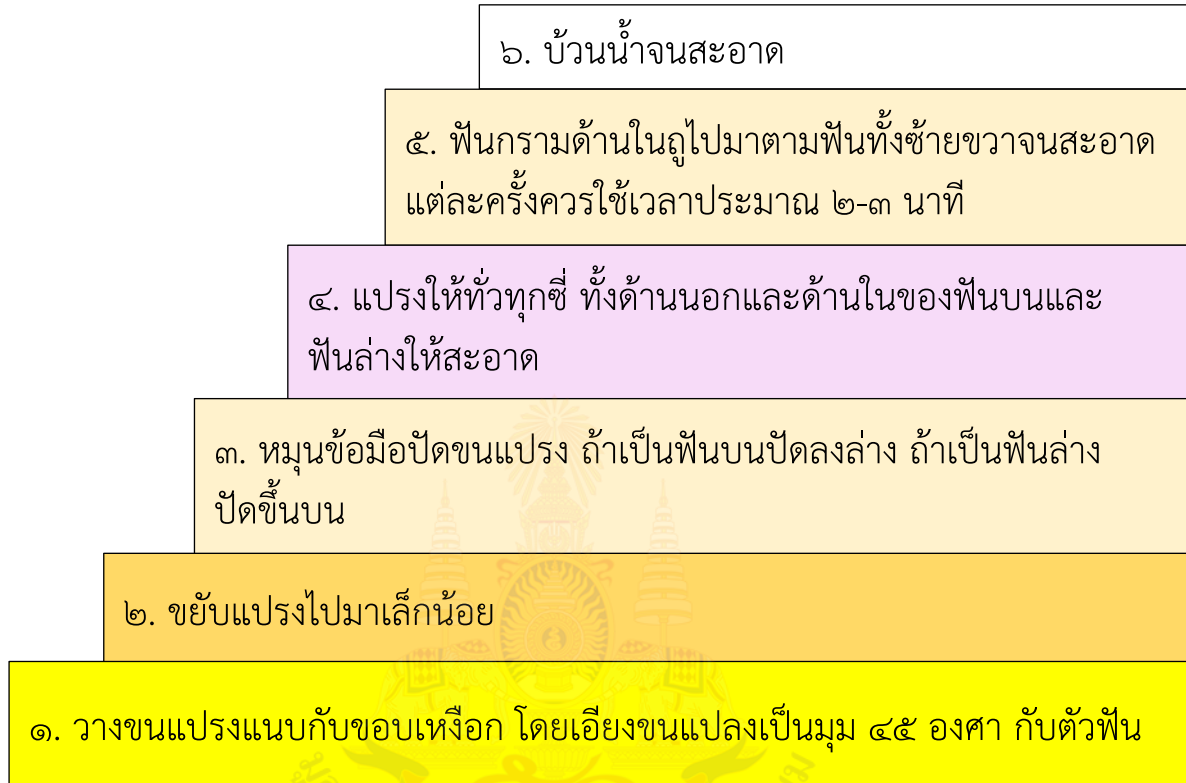 ๖. บ้วนน้ำจนสะอาด
๕. ฟันกรามด้านในถูไปมาตามฟันทั้งซ้ายขวาจนสะอาด
แต่ละครั้งควรใช้เวลาประมาณ ๒-๓ นาที
๔. แปรงให้ทั่วทุกซี่ ทั้งด้านนอกและด้านในของฟันบนและ
ฟันล่างให้สะอาด
๓. หมุนข้อมือปัดขนแปรง ถ้าเป็นฟันบนปัดลงล่าง ถ้าเป็นฟันล่าง
ปัดขึ้นบน
๒. ขยับแปรงไปมาเล็กน้อย
๑. วางขนแปรงแนบกับขอบเหงือก โดยเอียงขนแปลงเป็นมุม ๔๕ องศา กับตัวฟัน